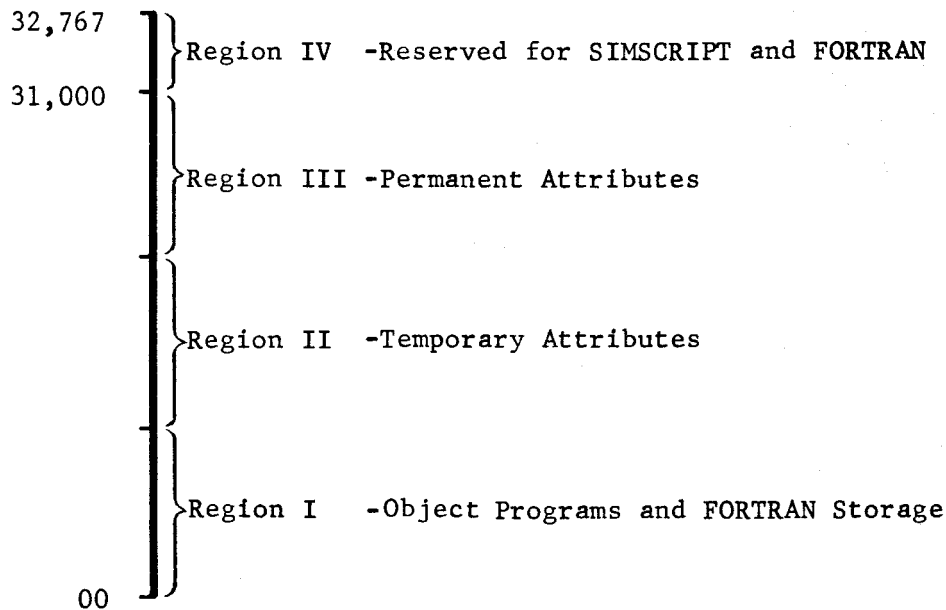 32,767
Region IV -Reserved for SIMSCRIPT and FORTRAN
31,000
Region III -Permanent Attributes
Region II -Temporary Attributes
Region I -Object Programs and FORTRAN Storage
00